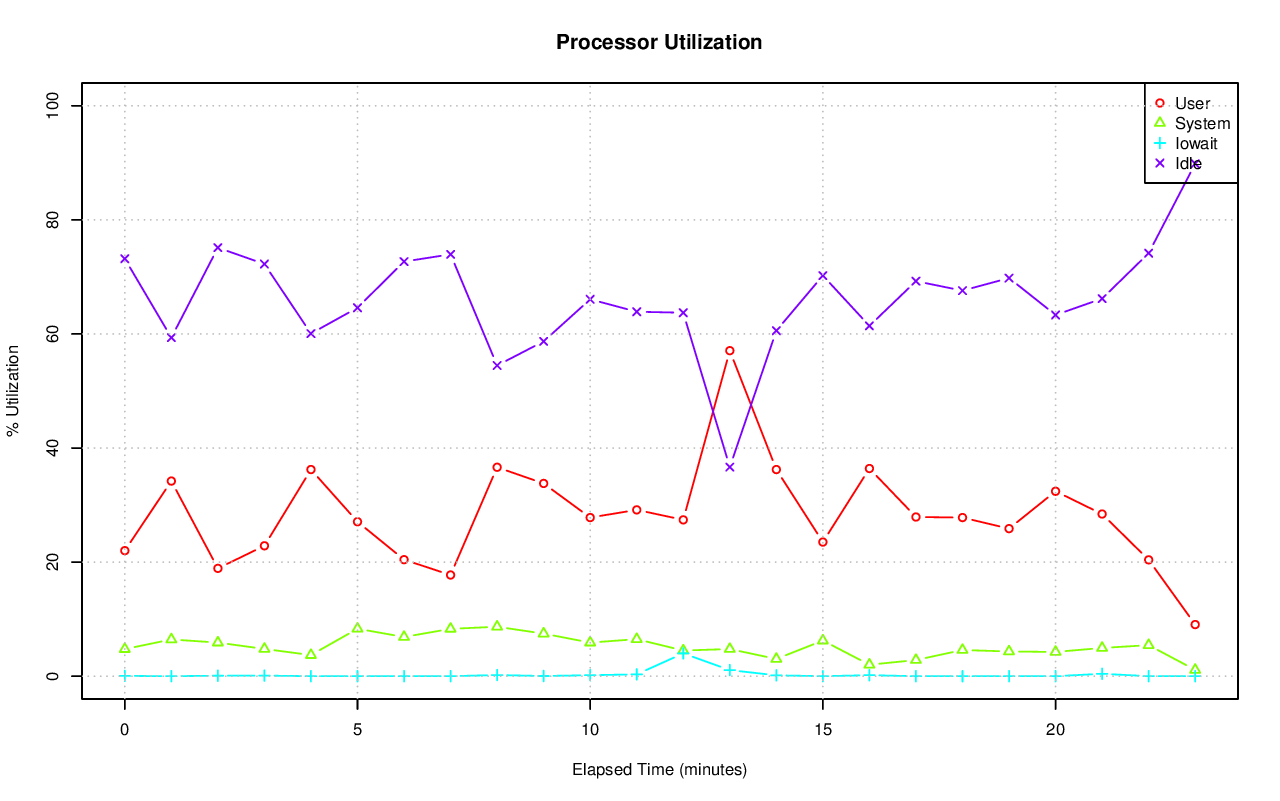 Processor Utilization
% Utilization
100
80
60
40
20
0
User
System
Iowait
Idle
0 5 10 15 20
Elapsed Time (minutes)